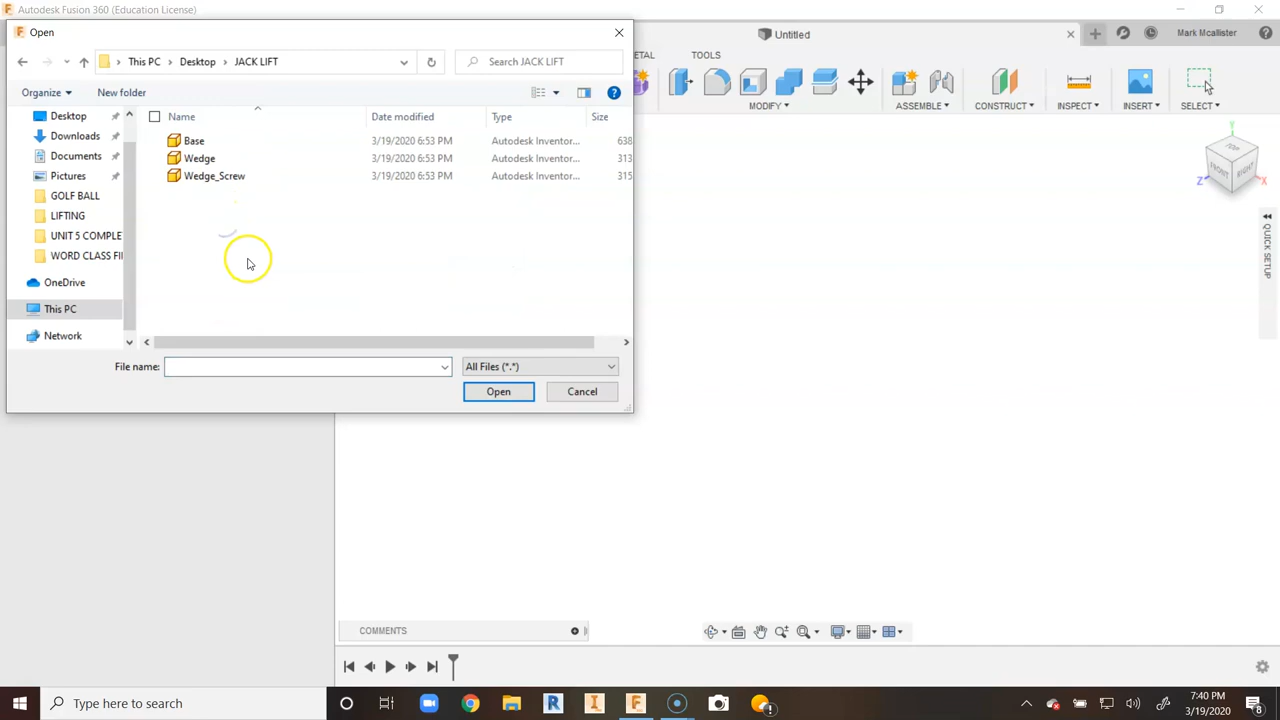 Autodesk Fusion 360 (Education License)
Open
Untitled
Mark Mcallister
This PC
Desktop
JACK LIFT
Search JACK LIFT
ETAL
TOOLS
Organize
New folder
MODIFY
ASSEMBLE
CONSTRUCT
INSPECT
INSERT
SELECT
Name
Date modified
Type
Size
Desktop
Downloads
Documents
Pictures
GOLF BALL
LIFTING
UNIT 5 COMPLE
WORD CLASS FI
OneDrive
This PC
Network
Base
3/19/2020 6:53 PM
Autodesk Inventor...
638
Wedge
3/19/2020 6:53 PM
Autodesk Inventor...
313
Wedge_Screw
3/19/2020 6:53 PM
Autodesk Inventor...
315
Y
TOP
FRONT
RIGHT
Z
X
QUICK SETUP
File name:
All Files (*.*)
Open
Cancel
COMMENTS
Type here to search
7:40 PM
3/19/2020
8